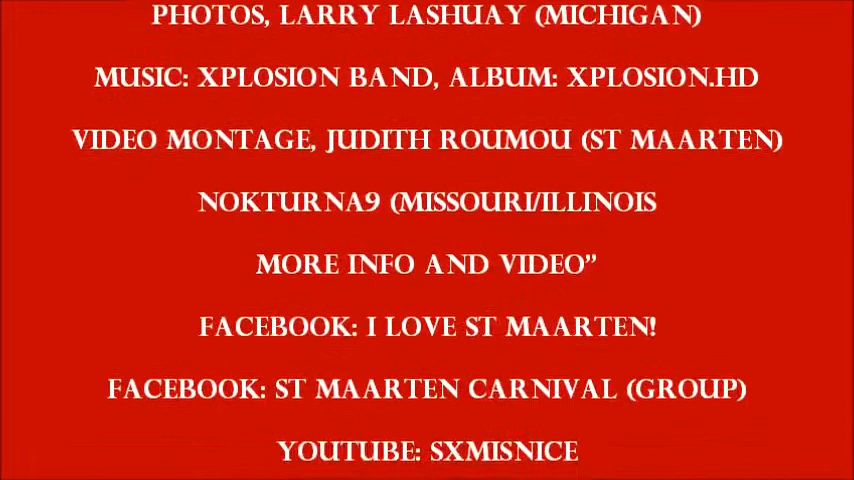 PHOTOS, LARRY LASHUAY (MICHIGAN)
MUSIC: XPLOSION BAND, ALBUM: XPLOSION.HD
VIDEO MONTAGE, JUDITH ROUMOU (ST MAARTEN)
NOKTURNA9 (MISSOURI/ILLINOIS
MORE INFO AND VIDEO”
FACEBOOK: I LOVE ST MAARTEN!
FACEBOOK: ST MAARTEN CARNIVAL (GROUP)
YOUTUBE: SXMISNICE